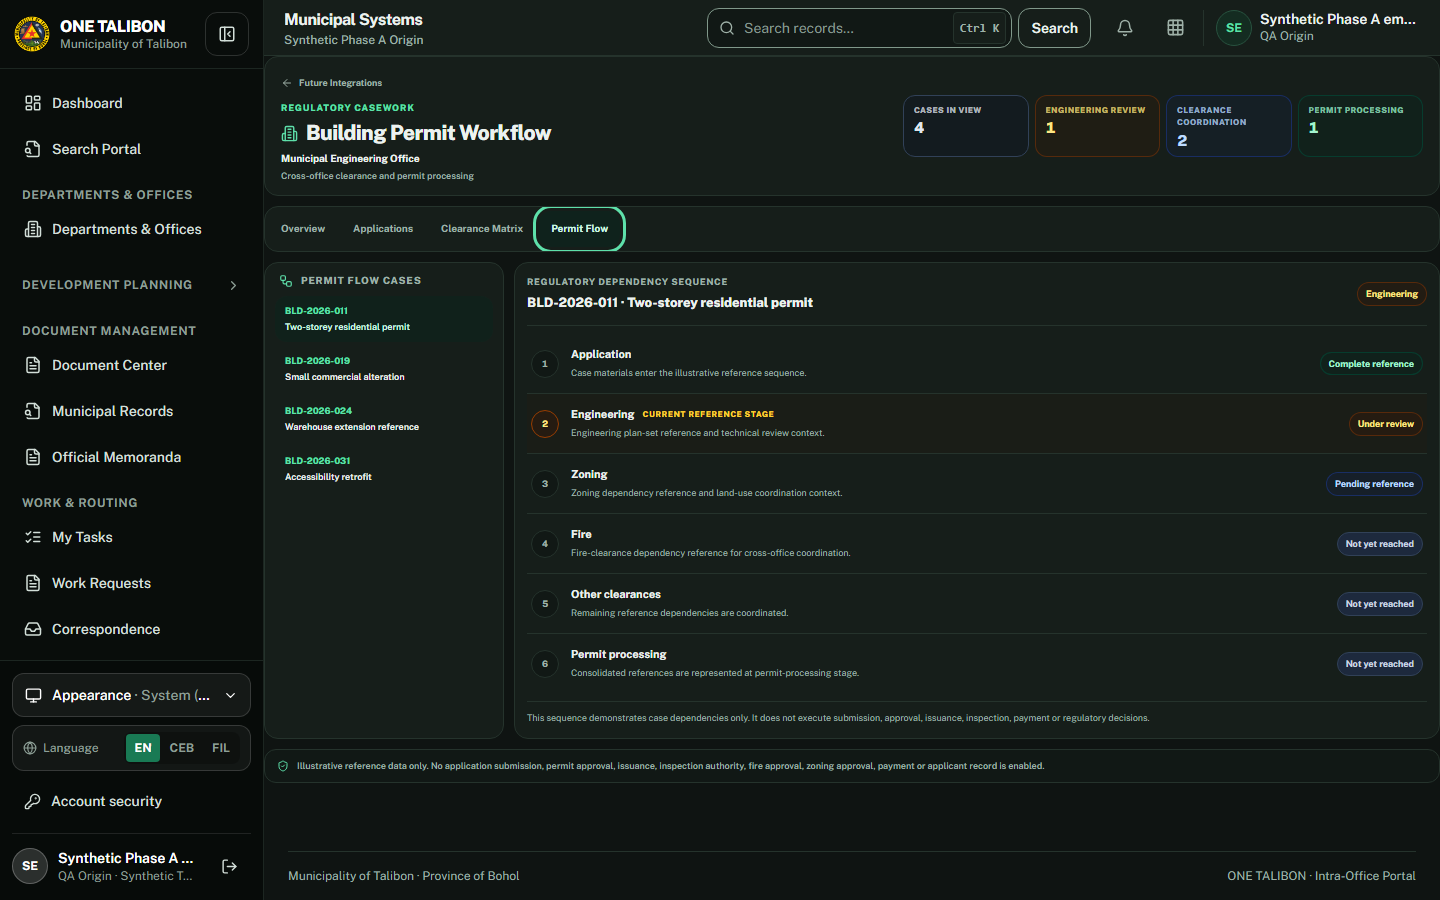 ONE TALIBON
Municipality of Talibon
Dashboard
Search Portal
DEPARTMENTS & OFFICES
Departments & Offices
DEVELOPMENT PLANNING
DOCUMENT MANAGEMENT
Document Center
Municipal Records
Official Memoranda
WORK & ROUTING
My Tasks
Work Requests
Correspondence
Appearance · System (...
Language EN CEB FIL
Account security
SE
Synthetic Phase A ...
QA Origin · Synthetic T...
Municipal Systems
Synthetic Phase A Origin
Search records... Ctrl K
Search
SE
Synthetic Phase A em...
QA Origin
Future Integrations
REGULATORY CASEWORK
Building Permit Workflow
Municipal Engineering Office
Cross-office clearance and permit processing
CASES IN VIEW
4
ENGINEERING REVIEW
1
CLEARANCE
COORDINATION
2
PERMIT PROCESSING
1
Overview Applications Clearance Matrix Permit Flow
PERMIT FLOW CASES
BLD-2026-011
Two-storey residential permit
BLD-2026-019
Small commercial alteration
BLD-2026-024
Warehouse extension reference
BLD-2026-031
Accessibility retrofit
REGULATORY DEPENDENCY SEQUENCE
BLD-2026-011 · Two-storey residential permit
Engineering
1 Application
Case materials enter the illustrative reference sequence.
Complete reference
2 Engineering CURRENT REFERENCE STAGE
Engineering plan-set reference and technical review context.
Under review
3 Zoning
Zoning dependency reference and land-use coordination context.
Pending reference
4 Fire
Fire-clearance dependency reference for cross-office coordination.
Not yet reached
5 Other clearances
Remaining reference dependencies are coordinated.
Not yet reached
6 Permit processing
Consolidated references are represented at permit-processing stage.
Not yet reached
This sequence demonstrates case dependencies only. It does not execute submission, approval, issuance, inspection, payment or regulatory decisions.
Illustrative reference data only. No application submission, permit approval, issuance, inspection authority, fire approval, zoning approval, payment or applicant record is enabled.
Municipality of Talibon · Province of Bohol
ONE TALIBON · Intra-Office Portal